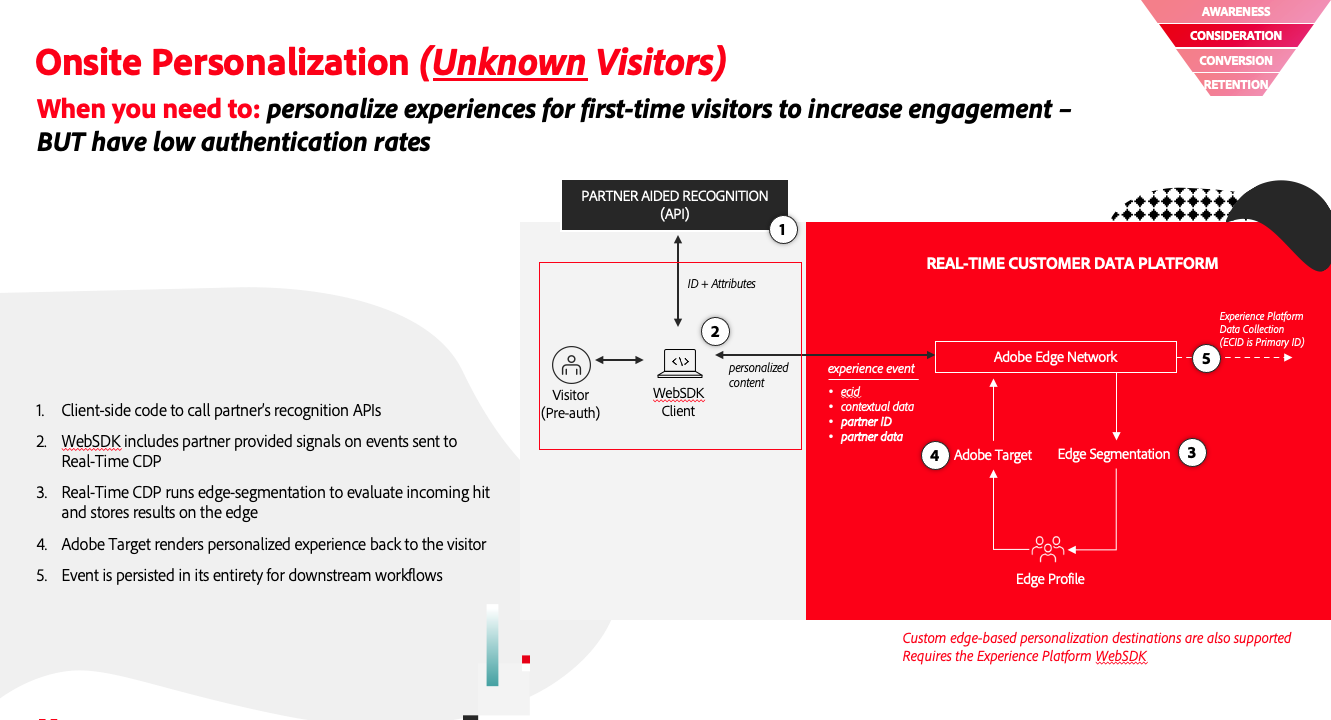 AWARENESS
CONSIDERATION
CONVERSION
RETENTION
Onsite Personalization (Unknown Visitors)
When you need to: personalize experiences for first-time visitors to increase engagement –
BUT have low authentication rates
PARTNER AIDED RECOGNITION
(API)
1
ID + Attributes
2
Visitor
(Pre-auth)
WebSDK
Client
personalized
content
REAL-TIME CUSTOMER DATA PLATFORM
experience event
• ecid
• contextual data
• partner ID
• partner data
Adobe Edge Network
Experience Platform
Data Collection
(ECID is Primary ID)
5
4
Adobe Target
Edge Segmentation
3
Edge Profile
1. Client-side code to call partner's recognition APIs
2. WebSDK includes partner provided signals on events sent to
Real-Time CDP
3. Real-Time CDP runs edge-segmentation to evaluate incoming hit
and stores results on the edge
4. Adobe Target renders personalized experience back to the visitor
5. Event is persisted in its entirety for downstream workflows
Custom edge-based personalization destinations are also supported
Requires the Experience Platform WebSDK